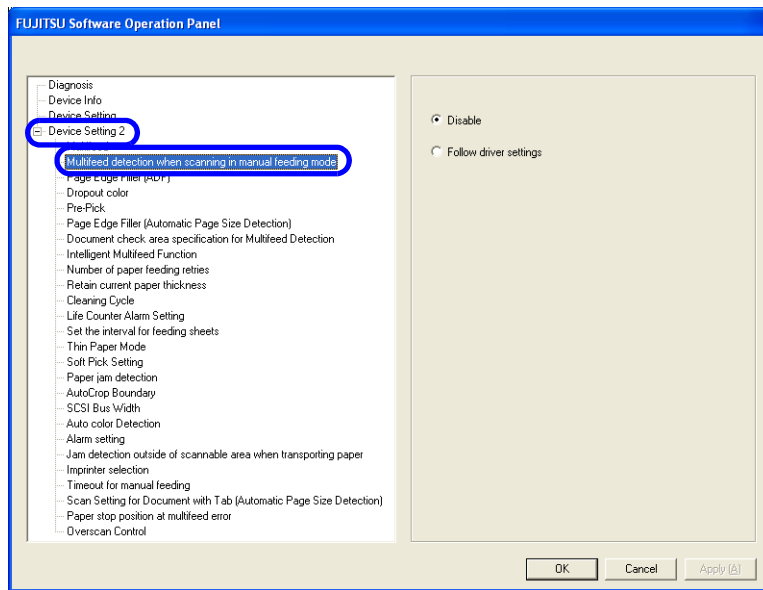 FUJITSU Software Operation Panel
Diagnosis
Device Info
Device Setting
Device Setting 2
Multifeed detection when scanning in manual feeding mode
Page Edge Filler (ADF)
Dropout color
Pre-Pick
Page Edge Filler (Automatic Page Size Detection)
Document check area specification for Multifeed Detection
Intelligent Multifeed Function
Number of paper feeding retries
Retain current paper thickness
Cleaning Cycle
Life Counter Alarm Setting
Set the interval for feeding sheets
Thin Paper Mode
Soft Pick Setting
Paper jam detection
AutoCrop Boundary
SCSI Bus Width
Auto color Detection
Alarm setting
Jam detection outside of scannable area when transporting paper
Imprinter selection
Timeout for manual feeding
Scan Setting for Document with Tab (Automatic Page Size Detection)
Paper stop position at multifeed error
Overscan Control
Disable
Follow driver settings
OK Cancel Apply (A)